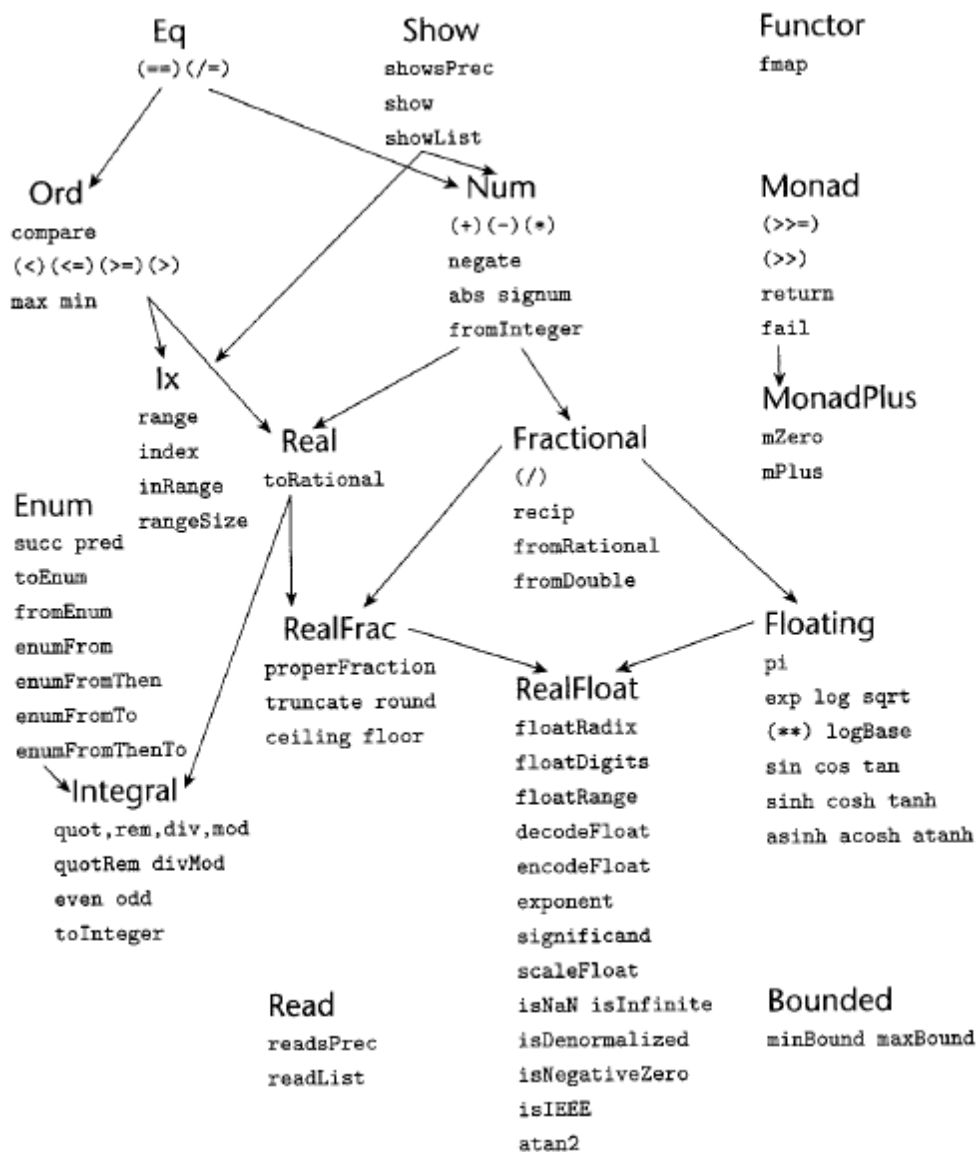 Eq
(==)(/=)
Show
showsPrec
show
showList
Functor
fmap
Ord
compare
(<)(<=)(>=)(>)
max min
Num
(+)(-)(*)
negate
abs signum
fromInteger
Monad
(>>=)
(>>)
return
fail
Ix
range
index
inRange
rangeSize
Real
toRational
Fractional
(/)
recip
fromRational
fromDouble
MonadPlus
mZero
mPlus
Enum
succ pred
toEnum
fromEnum
enumFrom
enumFromThen
enumFromTo
enumFromThenTo
RealFrac
properFraction
truncate round
ceiling floor
Floating
pi
exp log sqrt
(**) logBase
sin cos tan
sinh cosh tanh
asinh acosh atanh
RealFloat
floatRadix
floatDigits
floatRange
decodeFloat
encodeFloat
exponent
significand
scaleFloat
isNaN isInfinite
isDenormalized
isNegativeZero
isIEEE
atan2
Integral
quot,rem,div,mod
quotRem divMod
even odd
toInteger
Read
readsPrec
readList
Bounded
minBound maxBound